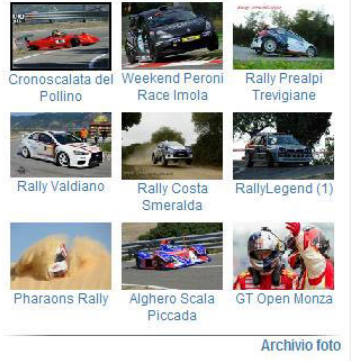 Cronoscalata del
Pollino
Weekend Peroni
Race Imola
Rally Prealpi
Trevigiane
Rally Valdiano
Rally Costa
Smeralda
RallyLegend (1)
Pharaons Rally
Alghero Scala
Piccada
GT Open Monza
Archivio foto